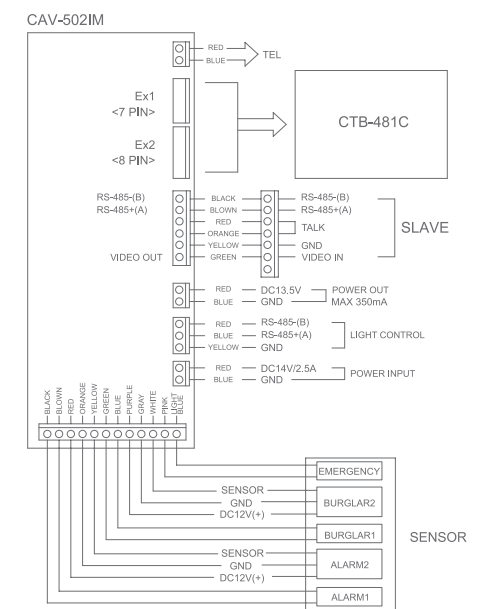 CAV-502IM
RED
TEL
BLUE
Ex1
<7 PIN>
CTB-481C
Ex2
<8 PIN>
RS-485-(B) BLACK RS-485-(B)
RS-485+(A) BLOWN RS-485+(A)
RED
TALK
SLAVE
ORANGE
YELLOW GND
VIDEO OUT GREEN VIDEO IN
RED DC13.5V POWER OUT
BLUE GND MAX 350mA
RED RS-485-(B)
BLUE RS-485+(A) LIGHT CONTROL
YELLOW GND
RED DC14V/2.5A
POWER INPUT
BLUE GND
BLACK
BLOWN
RED
ORANGE
YELLOW
GREEN
BLUE
PURPLE
GRAY
WHITE
PINK
LIGHT
BLUE
EMERGENCY
SENSOR
GND BURGLAR2
DC12V(+)
BURGLAR1
SENSOR
SENSOR
GND ALARM2
DC12V(+)
ALARM1